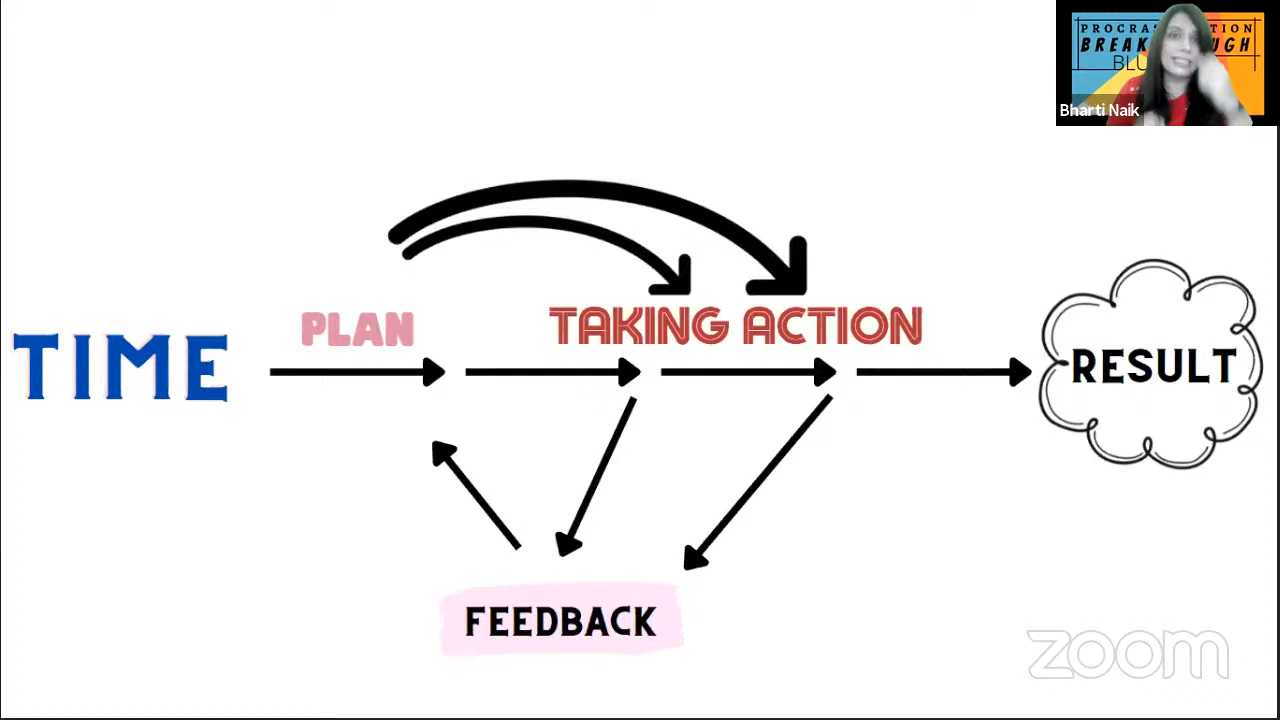 PROCRAS TION
BREAK UGH
BLU
Bharti Naik
PLAN
TAKING ACTION
TIME
RESULT
FEEDBACK
zoom